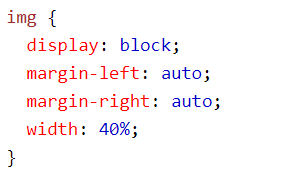 img {
  display: block;
  margin-left: auto;
  margin-right: auto;
  width: 40%;
}